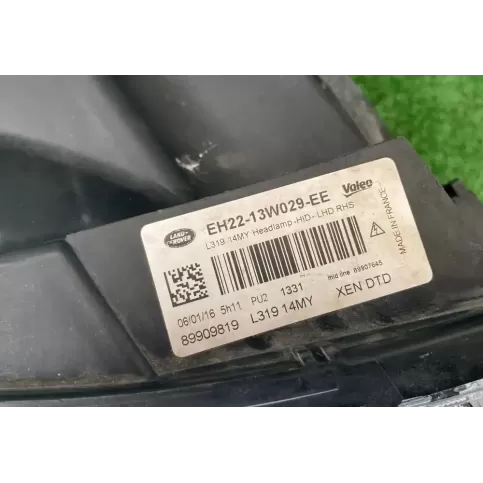 LAND-
ROVER
EH22-13W029-EE
Valeo
L319 14MY Headlamp-HID- LHD RHS
MADE IN FRANCE
06/01/16 5h11 PU2 1331
mid line 89907645
89909819 L319 14MY XEN DTD